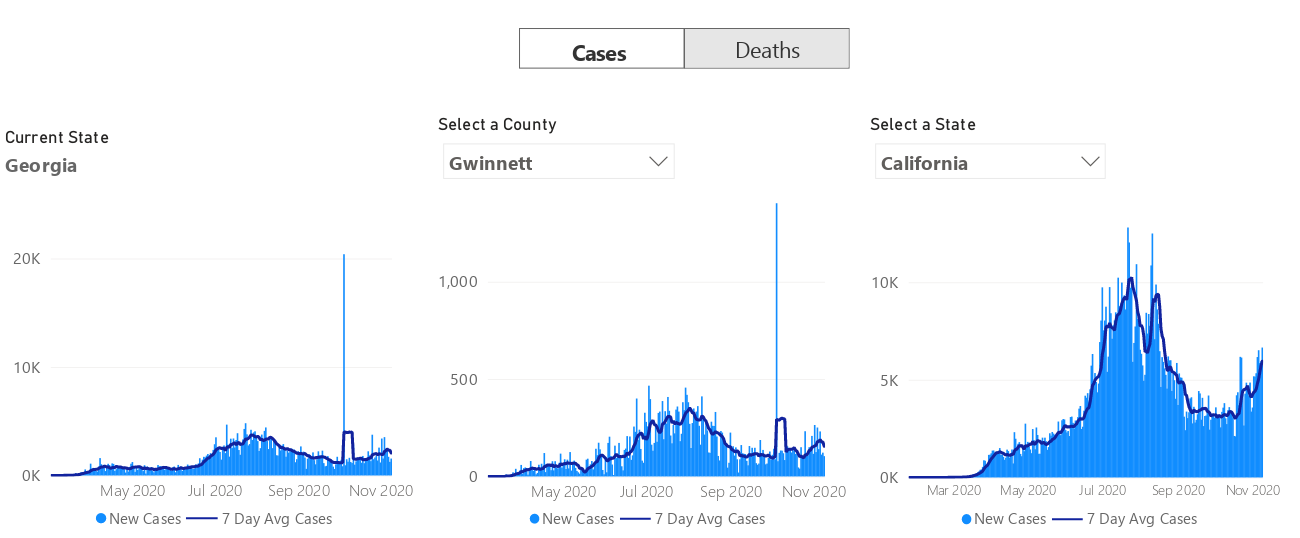 Cases Deaths
Current State
Georgia
20K
10K
0K
May 2020 Jul 2020 Sep 2020 Nov 2020
New Cases 7 Day Avg Cases
Select a County
Gwinnett
1,000
500
0
May 2020 Jul 2020 Sep 2020 Nov 2020
New Cases 7 Day Avg Cases
Select a State
California
10K
5K
0K
Mar 2020 May 2020 Jul 2020 Sep 2020 Nov 2020
New Cases 7 Day Avg Cases